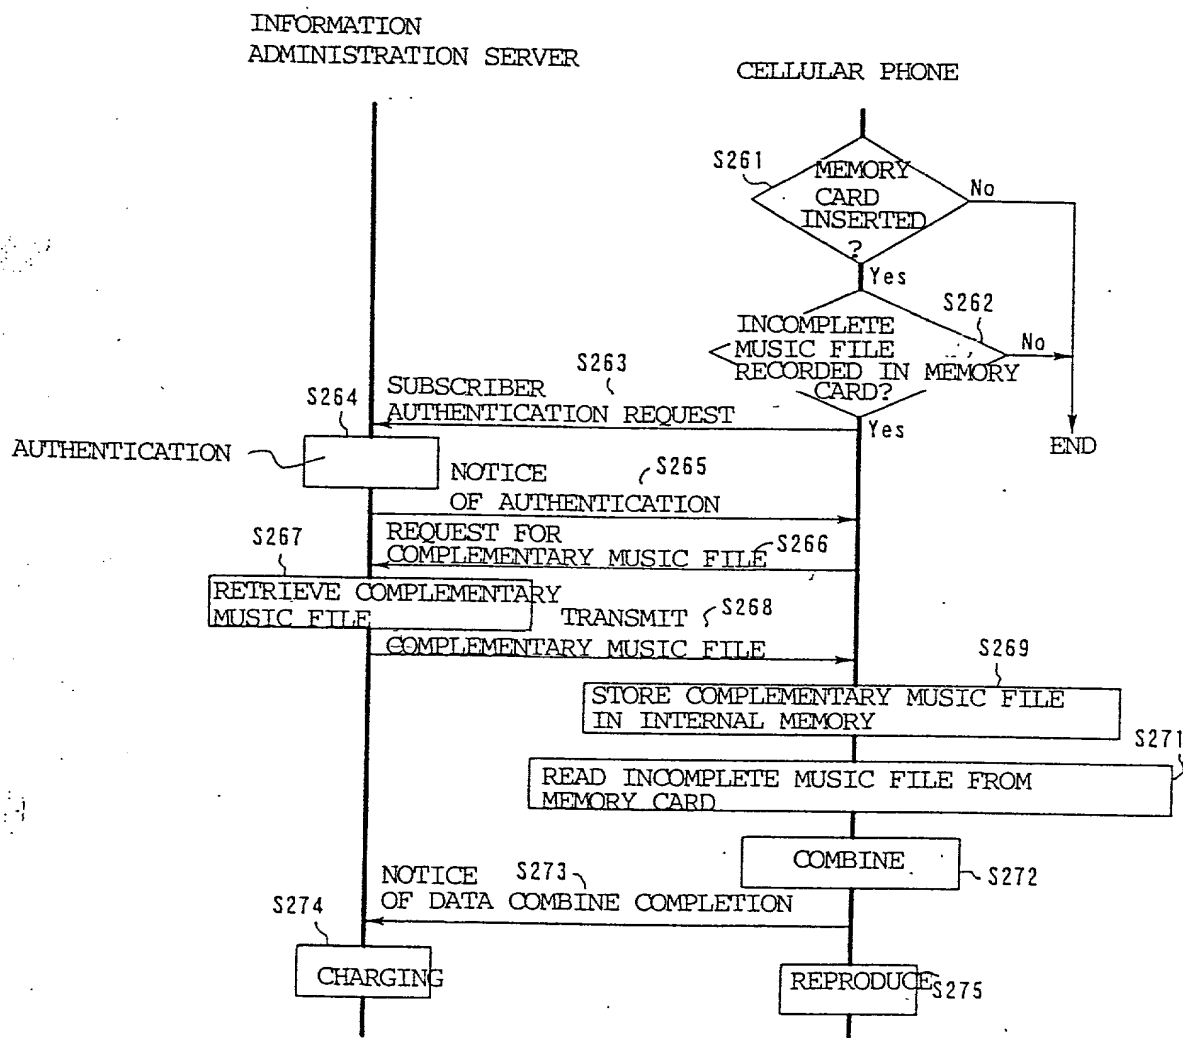 INFORMATION
ADMINISTRATION SERVER
CELLULAR PHONE
S261
MEMORY
CARD
INSERTED
?
No
Yes
S262
INCOMPLETE
MUSIC FILE
RECORDED IN MEMORY
CARD?
No
Yes
END
S263
SUBSCRIBER
AUTHENTICATION REQUEST
S264
AUTHENTICATION
S265
NOTICE
OF AUTHENTICATION
REQUEST FOR
COMPLEMENTARY MUSIC FILE
S266
S267
RETRIEVE COMPLEMENTARY
MUSIC FILE
S268
TRANSMIT
COMPLEMENTARY MUSIC FILE
S269
STORE COMPLEMENTARY MUSIC FILE
IN INTERNAL MEMORY
S271
READ INCOMPLETE MUSIC FILE FROM
MEMORY CARD
COMBINE
S272
S273
NOTICE
OF DATA COMBINE COMPLETION
S274
CHARGING
REPRODUCE
S275